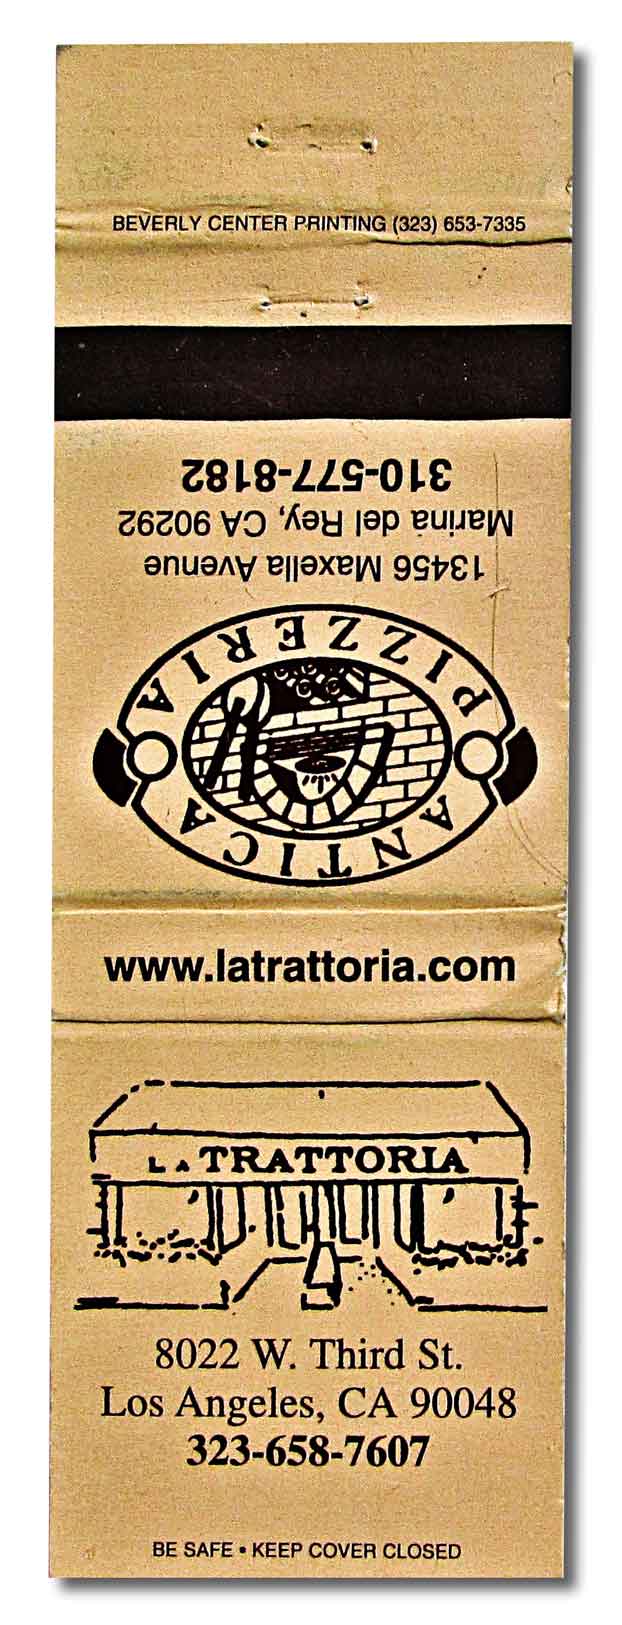 BEVERLY CENTER PRINTING (323) 653-7335
ANTICA
PIZZERIA
13456 Maxella Avenue
Marina del Rey, CA 90292
310-577-8182
www.latrattoria.com
LA TRATTORIA
8022 W. Third St.
Los Angeles, CA 90048
323-658-7607
BE SAFE • KEEP COVER CLOSED